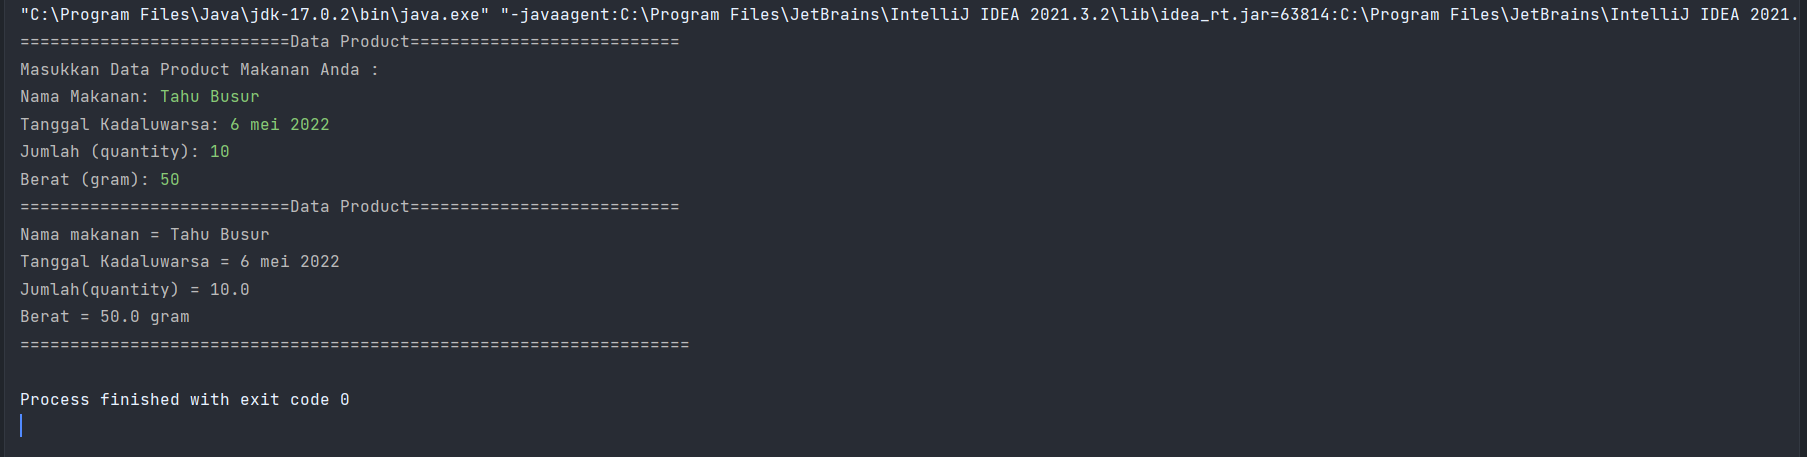 "C:\Program Files\Java\jdk-17.0.2\bin\java.exe" "-javaagent:C:\Program Files\JetBrains\IntelliJ IDEA 2021.3.2\lib\idea_rt.jar=63814:C:\Program Files\JetBrains\IntelliJ IDEA 2021.
===========================Data Product===========================
Masukkan Data Product Makanan Anda :
Nama Makanan: Tahu Busur
Tanggal Kadaluwarsa: 6 mei 2022
Jumlah (quantity): 10
Berat (gram): 50
===========================Data Product===========================
Nama makanan = Tahu Busur
Tanggal Kadaluwarsa = 6 mei 2022
Jumlah(quantity) = 10.0
Berat = 50.0 gram
===================================================================
Process finished with exit code 0